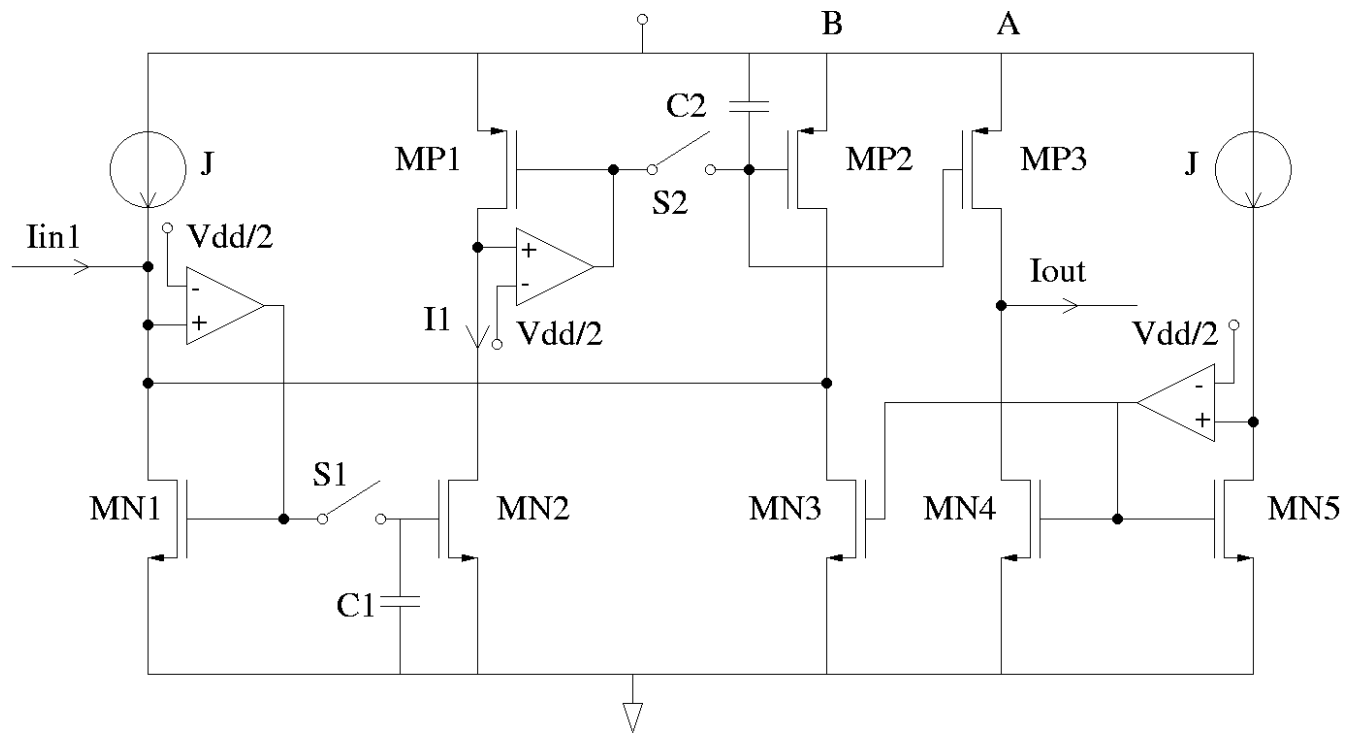 B
A
C2
J
MP1
MP2
MP3
J
S2
Vdd/2
Iin1
-
+
+
-
Iout
I1
Vdd/2
Vdd/2
-
+
S1
MN1
MN2
MN3
MN4
MN5
C1